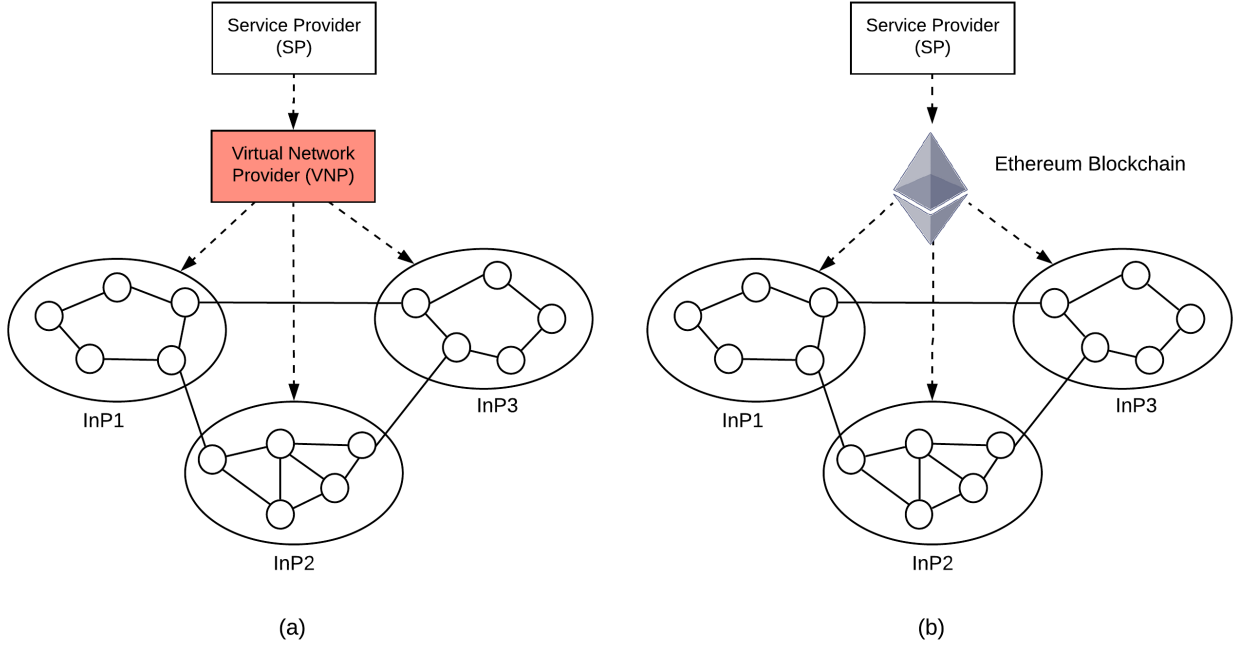 Service Provider
(SP)
Virtual Network
Provider (VNP)
InP1
InP3
InP2
(a)
Service Provider
(SP)
Ethereum Blockchain
InP1
InP3
InP2
(b)